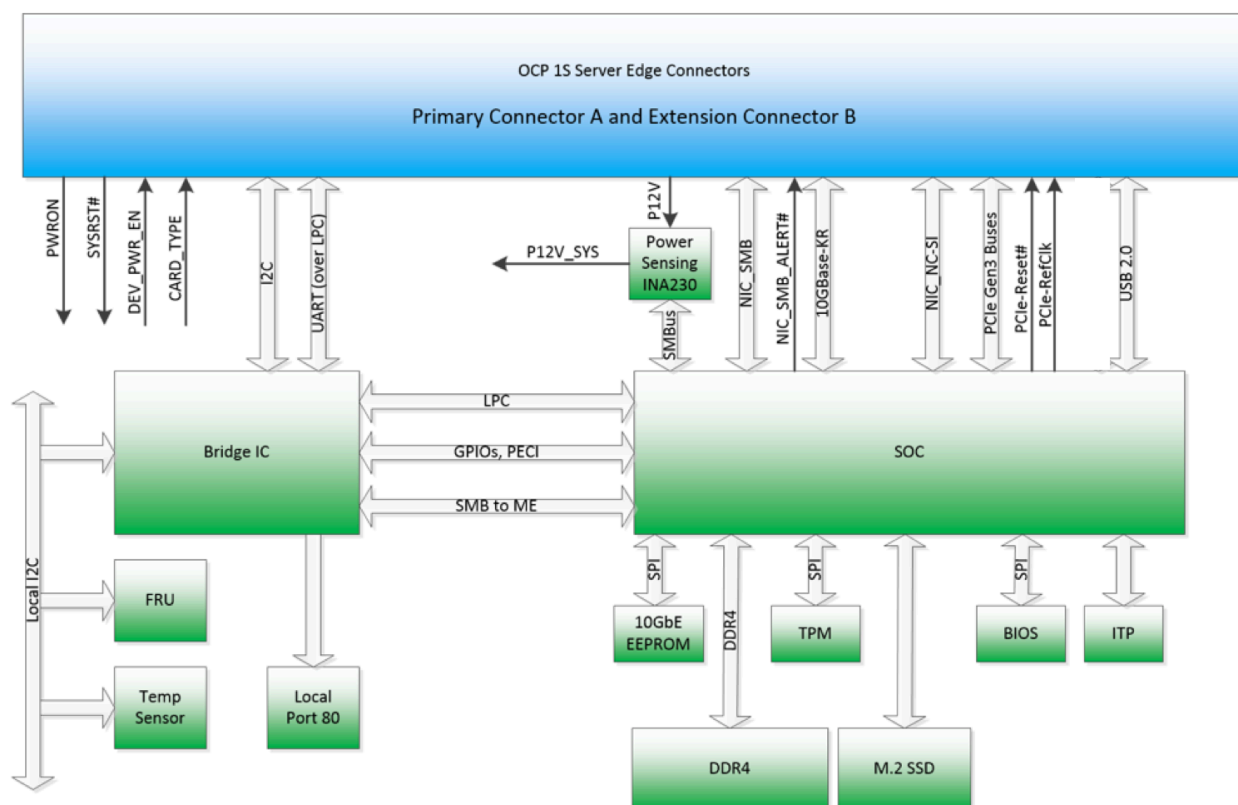 OCP 1S Server Edge Connectors
Primary Connector A and Extension Connector B
PWRON
SYSRST#
DEV_PWR_EN
CARD_TYPE
I2C
UART (over LPC)
P12V
P12V_SYS
Power
Sensing
INA230
SMBus
NIC_SMB
NIC_SMB_ALERT#
10GBase-KR
NIC_NC-SI
PCIe Gen3 Buses
PCIe-Reset#
PCIe-RefClk
USB 2.0
Bridge IC
LPC
GPIOs, PECI
SMB to ME
SOC
Local I2C
FRU
Temp
Sensor
Local
Port 80
SPI
10GbE
EEPROM
DDR4
SPI
TPM
SPI
BIOS
ITP
DDR4
M.2 SSD